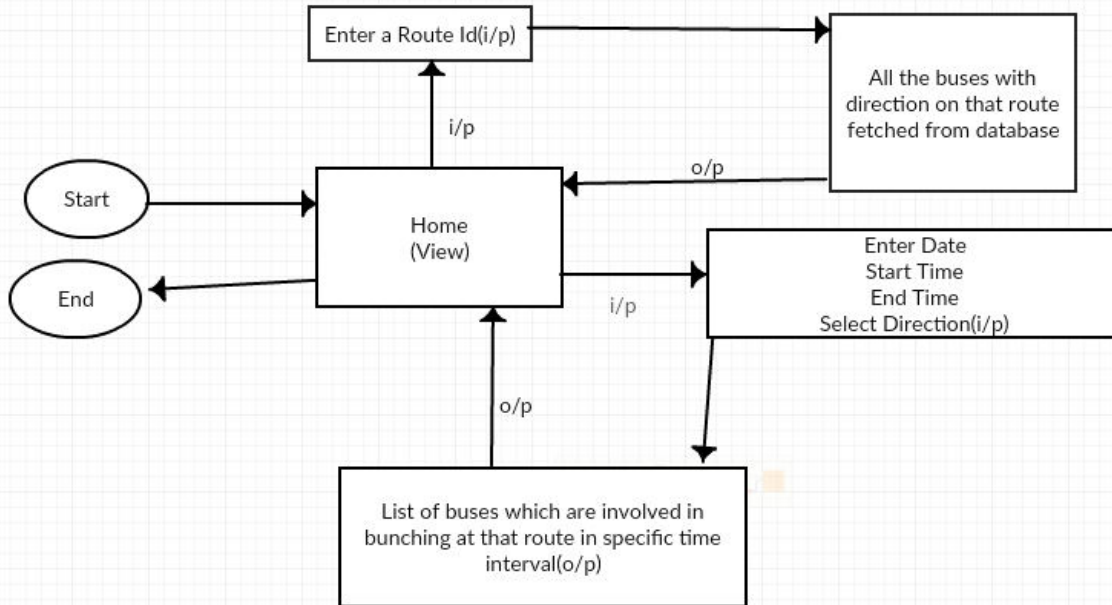 Enter a Route Id(i/p)
All the buses with
direction on that route
fetched from database
i/p
o/p
Start
Home
(View)
End
Enter Date
Start Time
End Time
Select Direction(i/p)
i/p
o/p
List of buses which are involved in
bunching at that route in specific time
interval(o/p)